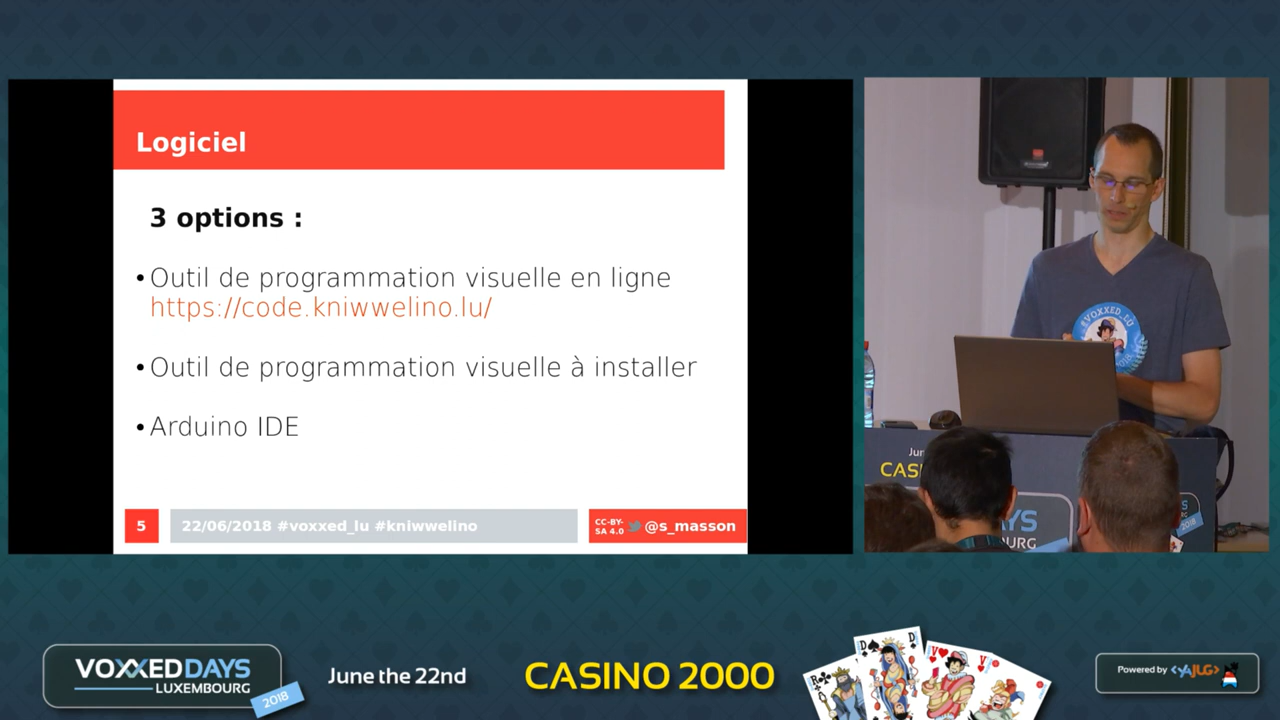 Logiciel
3 options :
•Outil de programmation visuelle en ligne
https://code.kniwwelino.lu/
•Outil de programmation visuelle à installer
•Arduino IDE
5
22/06/2018 #voxxed_lu #kniwwelino
CC-BY-
SA 4.0
@s_masson
#VOXXED_LU
2018
VOXXED DAYS
LUXEMBOURG
2018
June the 22nd
CASINO 2000
D
D
V
V
R
Powered by <YAJUG>